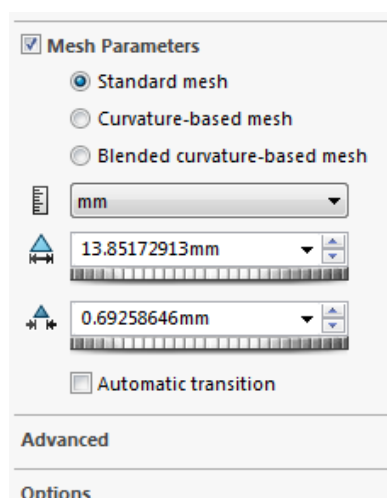 Mesh Parameters
Standard mesh
Curvature-based mesh
Blended curvature-based mesh
mm
13.85172913mm
0.69258646mm
Automatic transition
Advanced
Options